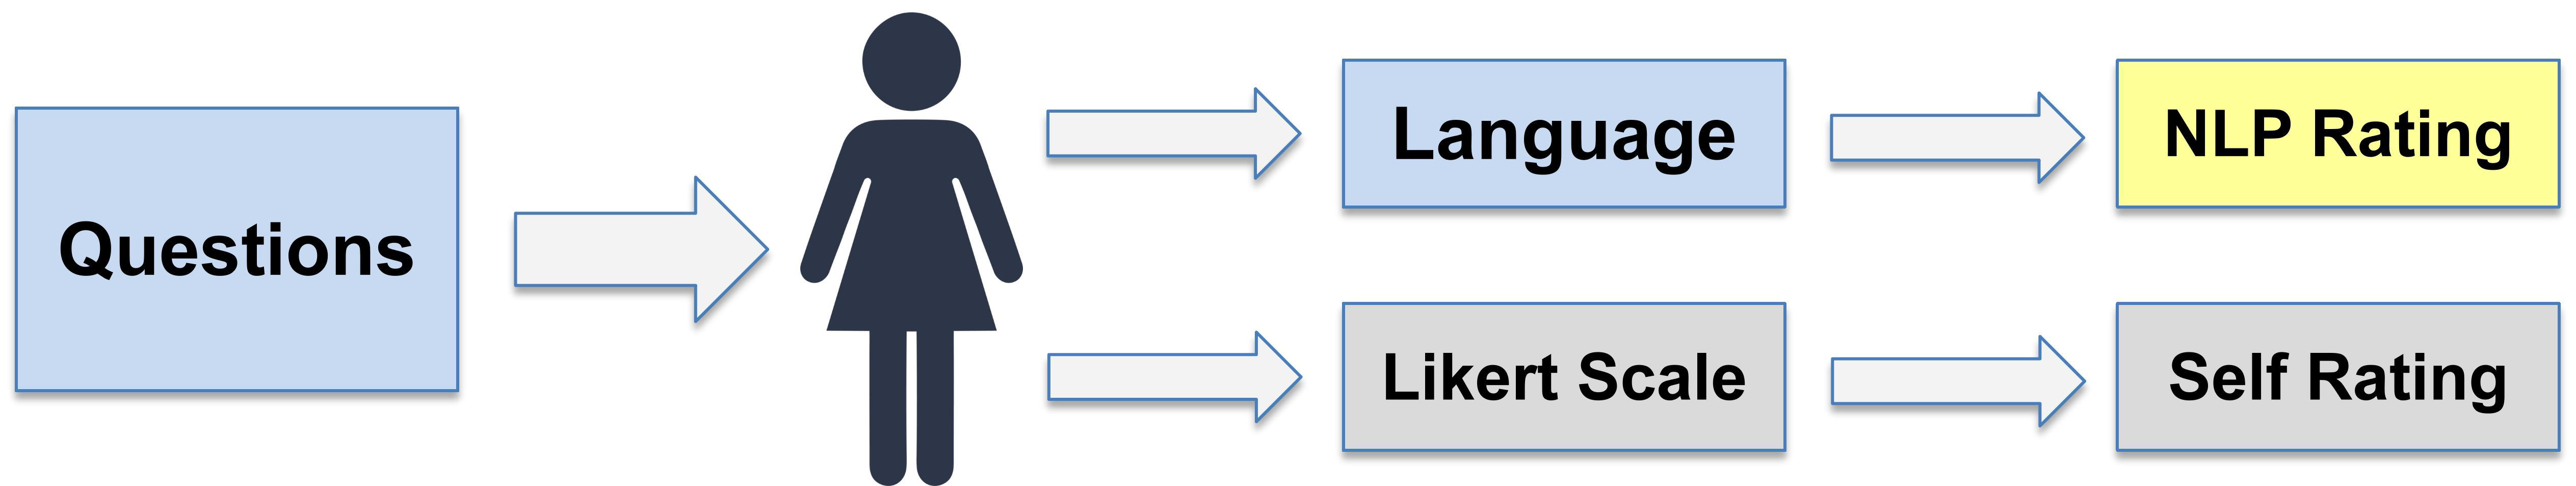 Questions
Language
NLP Rating
Likert Scale
Self Rating